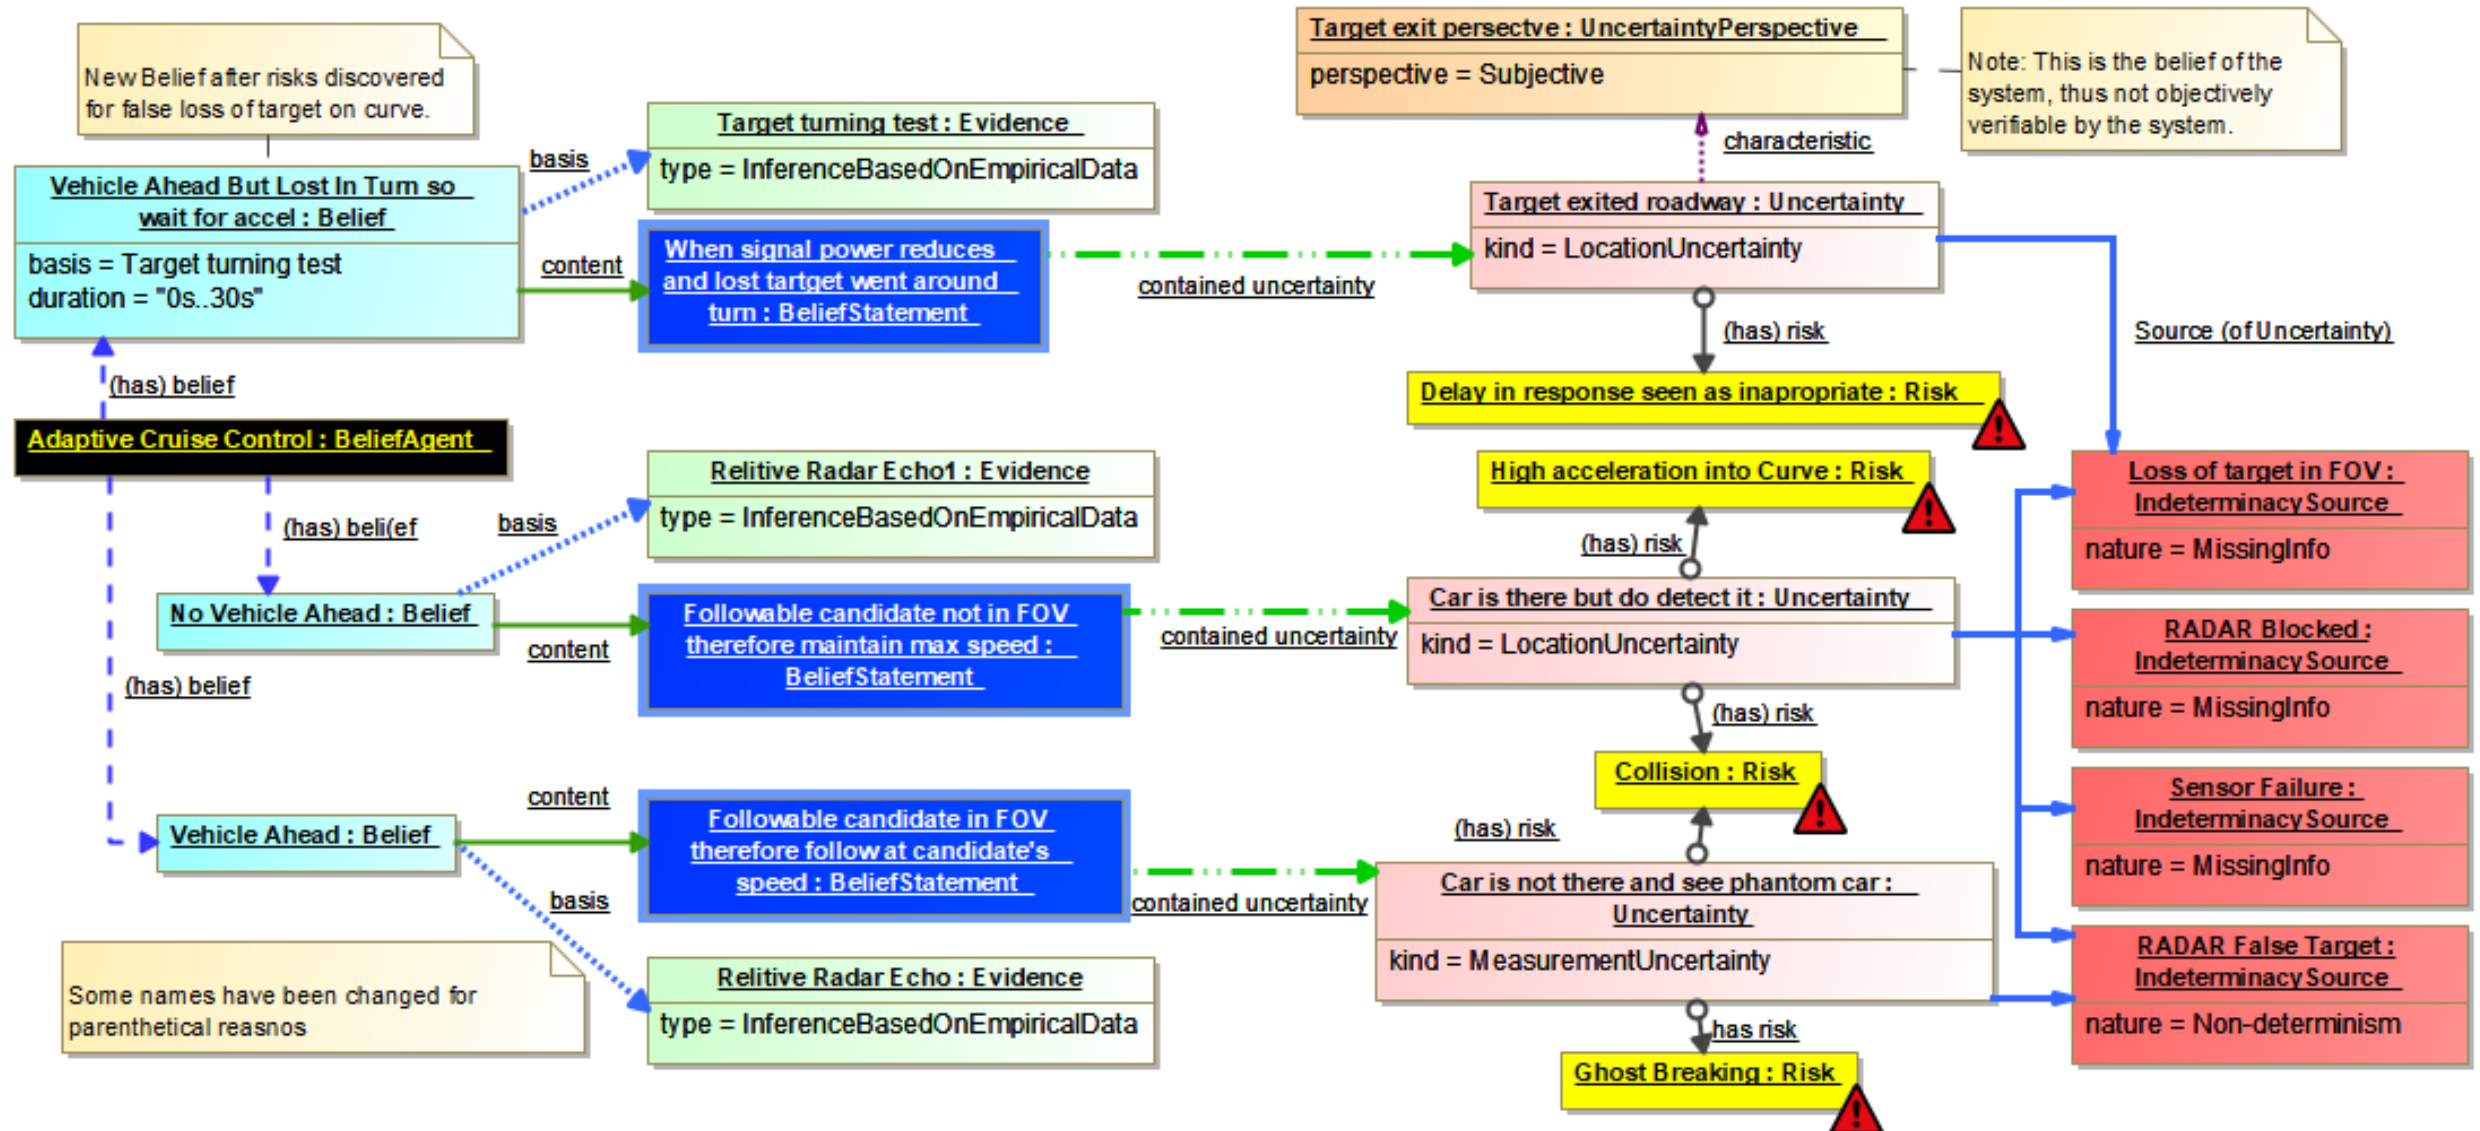 New Belief after risks discovered
for false loss of target on curve.
Vehicle Ahead But Lost In Turn so
wait for accel : Belief
basis = Target turning test
duration = "0s..30s"
basis
content
Target turning test : Evidence
type = InferenceBasedOnEmpiricalData
When signal power reduces
and lost tartget went around
turn : BeliefStatement
contained uncertainty
Target exit persectve : UncertaintyPerspective
perspective = Subjective
Note: This is the belief of the
system, thus not objectively
verifiable by the system.
characteristic
Target exited roadway : Uncertainty
kind = LocationUncertainty
(has) risk
Source (of Uncertainty)
Delay in response seen as inapropriate : Risk
(has) belief
Adaptive Cruise Control : BeliefAgent
(has) beli(ef
(has) belief
basis
Relitive Radar Echo1 : Evidence
type = InferenceBasedOnEmpiricalData
High acceleration into Curve : Risk
(has) risk
No Vehicle Ahead : Belief
content
Followable candidate not in FOV
therefore maintain max speed :
BeliefStatement
contained uncertainty
Car is there but do detect it : Uncertainty
kind = LocationUncertainty
(has) risk
Collision : Risk
(has) risk
Loss of target in FOV :
IndeterminacySource
nature = MissingInfo
RADAR Blocked :
IndeterminacySource
nature = MissingInfo
Sensor Failure :
IndeterminacySource
nature = MissingInfo
RADAR False Target :
IndeterminacySource
nature = Non-determinism
Vehicle Ahead : Belief
content
basis
Followable candidate in FOV
therefore follow at candidate's
speed : BeliefStatement
contained uncertainty
Car is not there and see phantom car :
Uncertainty
kind = MeasurementUncertainty
has risk
Ghost Breaking : Risk
Relitive Radar Echo : Evidence
type = InferenceBasedOnEmpiricalData
Some names have been changed for
parenthetical reasnos